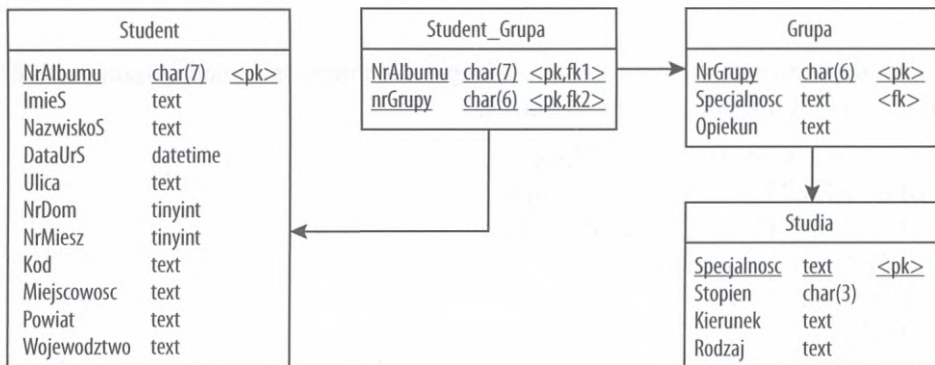 Student
NrAlbumu char(7) <pk>
ImieS text
NazwiskoS text
DataUrS datetime
Ulica text
NrDom tinyint
NrMiesz tinyint
Kod text
Miejscowosc text
Powiat text
Wojewodztwo text
Student_Grupa
NrAlbumu char(7) <pk,fk1>
nrGrupy char(6) <pk,fk2>
Grupa
NrGrupy char(6) <pk>
Specjalnosc text <fk>
Opiekun text
Studia
Specjalnosc text <pk>
Stopien char(3)
Kierunek text
Rodzaj text